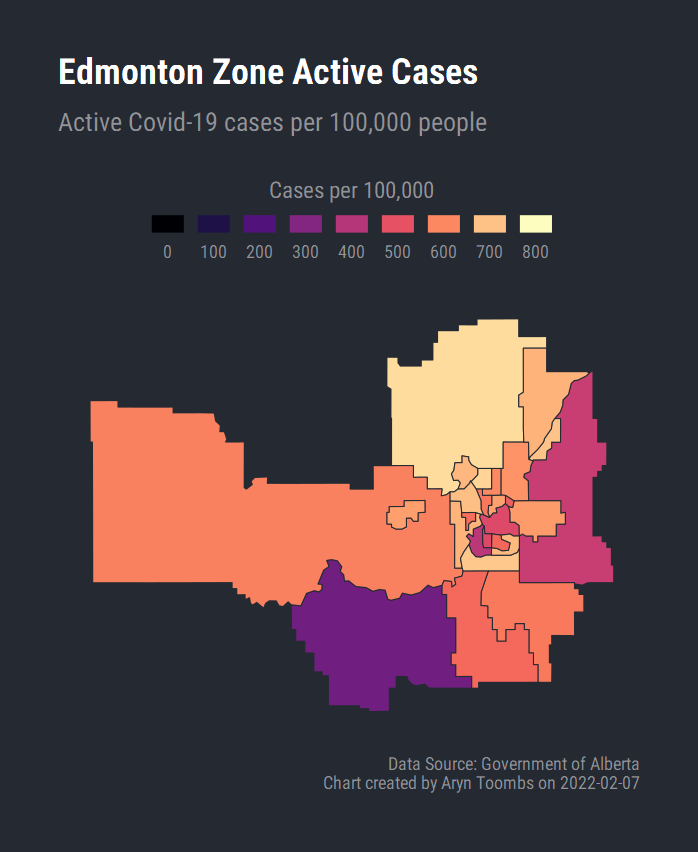 Edmonton Zone Active Cases
Active Covid-19 cases per 100,000 people
Cases per 100,000
0 100 200 300 400 500 600 700 800
Data Source: Government of Alberta
Chart created by Aryn Toombs on 2022-02-07